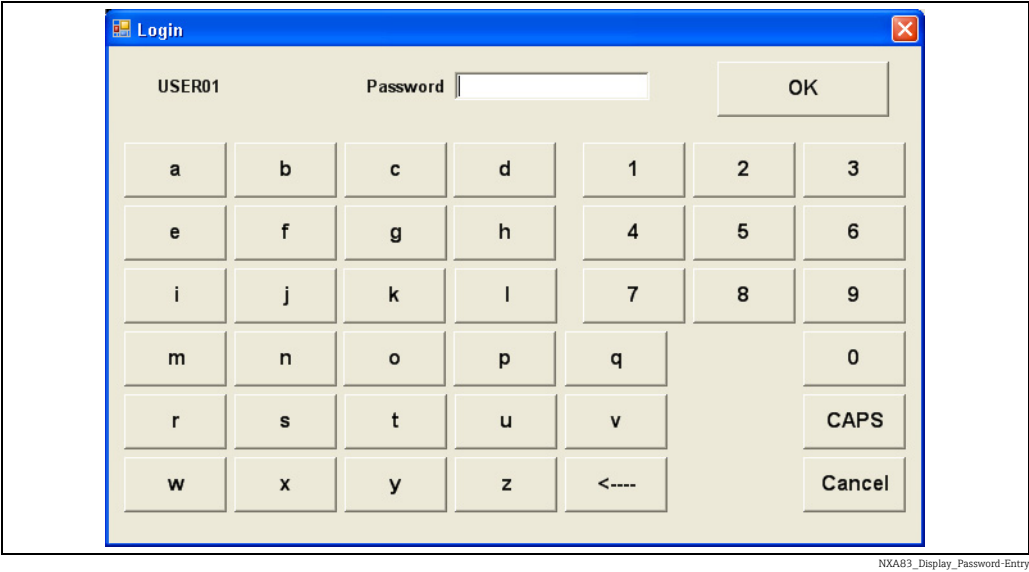 Login
USER01 Password OK
a b c d 1 2 3
e f g h 4 5 6
i j k l 7 8 9
m n o p q 0
r s t u v CAPS
w x y z <---- Cancel
NXA83_Display_Password-Entry